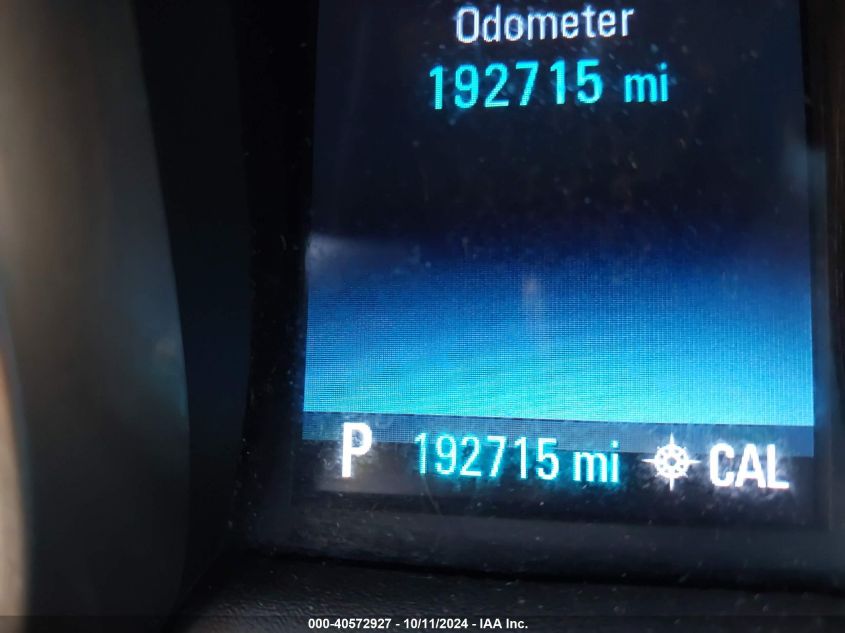 Odometer
192715 mi
P 192715 mi CAL
000-40572927 - 10/11/2024 - IAA Inc.